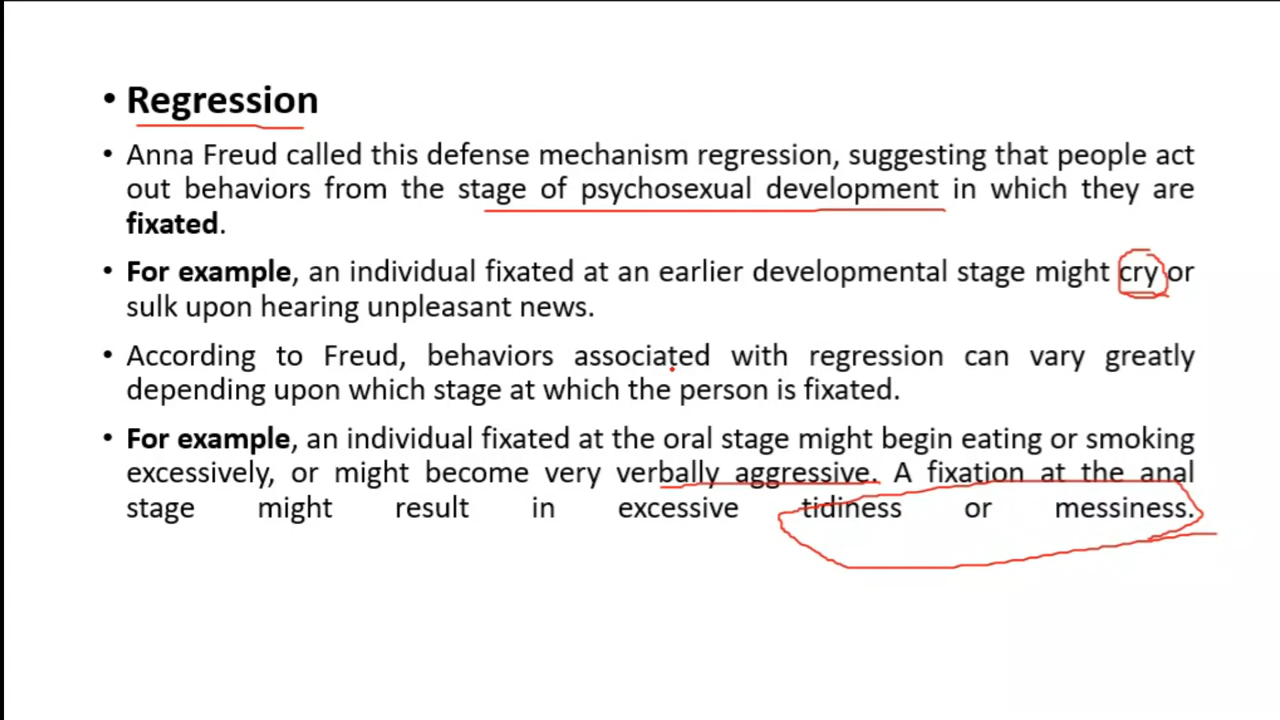 • Regression
• Anna Freud called this defense mechanism regression, suggesting that people act
out behaviors from the stage of psychosexual development in which they are
fixated.
• For example, an individual fixated at an earlier developmental stage might cry or
sulk upon hearing unpleasant news.
• According to Freud, behaviors associated with regression can vary greatly
depending upon which stage at which the person is fixated.
• For example, an individual fixated at the oral stage might begin eating or smoking
excessively, or might become very verbally aggressive. A fixation at the anal
stage might result in excessive tidiness or messiness.